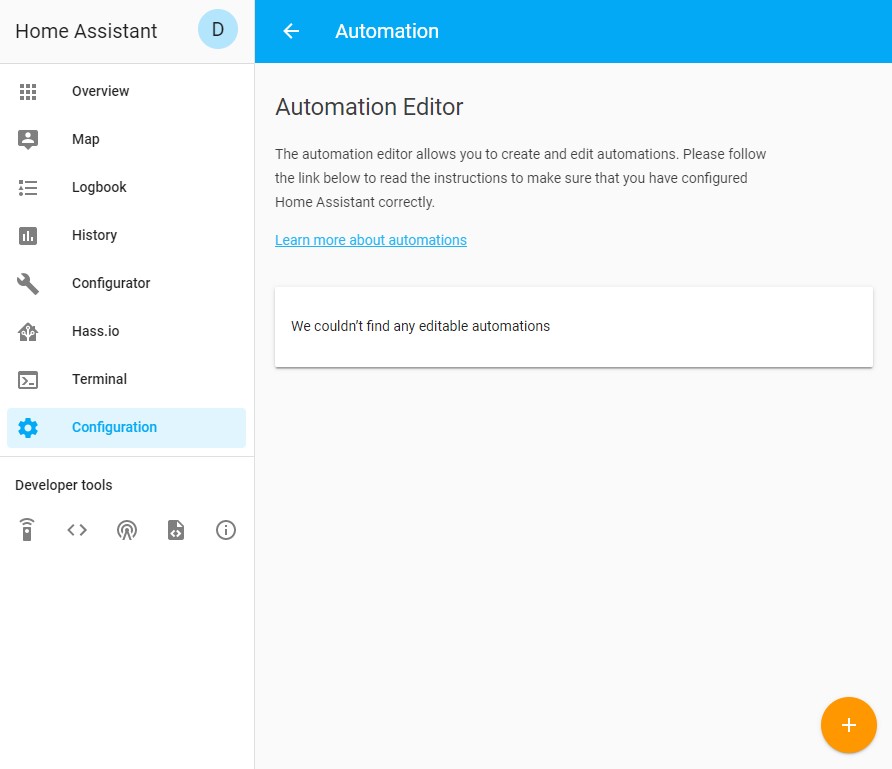 Home Assistant
D
Overview
Map
Logbook
History
Configurator
Hass.io
Terminal
Configuration
Developer tools
Automation
Automation Editor
The automation editor allows you to create and edit automations. Please follow
the link below to read the instructions to make sure that you have configured
Home Assistant correctly.
Learn more about automations
We couldn’t find any editable automations